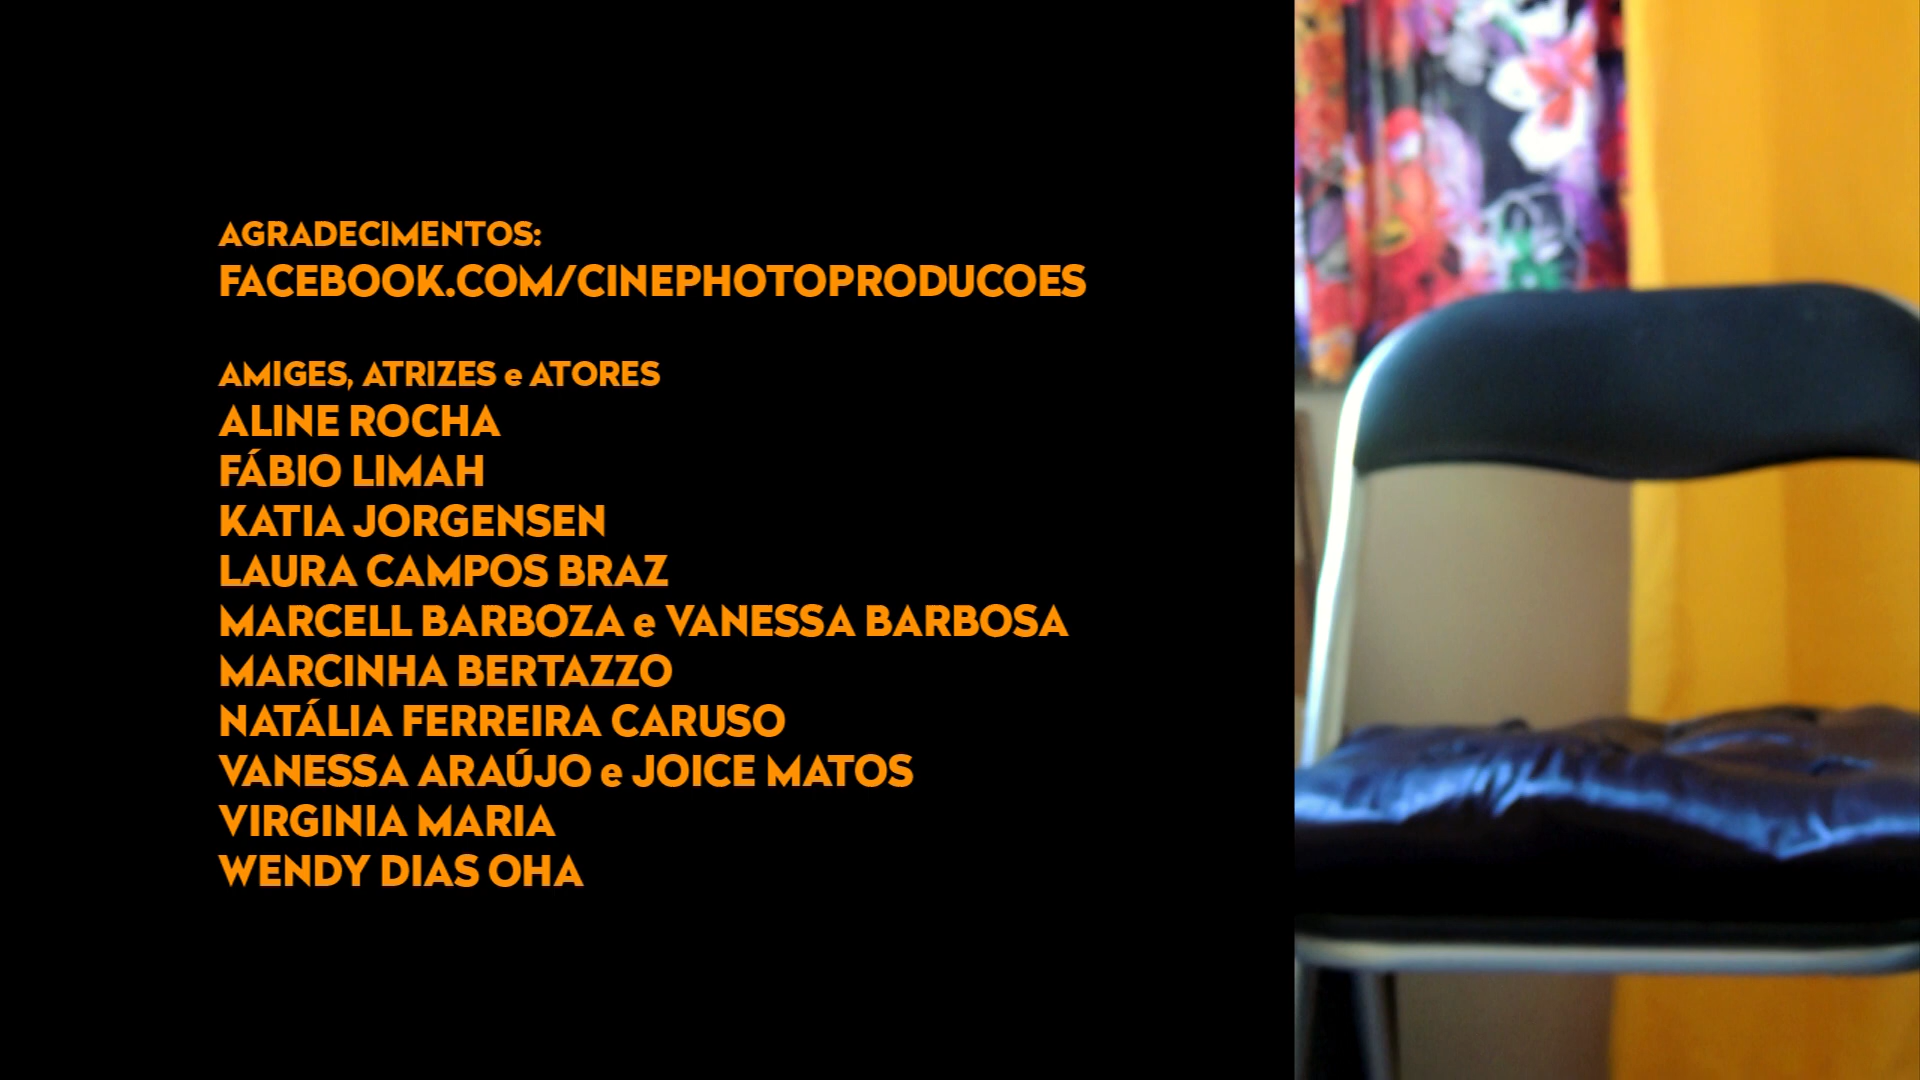 AGRADECIMENTOS:
FACEBOOK.COM/CINEPHOTOPRODUCOES
AMIGES, ATRIZES e ATORES
ALINE ROCHA
FÁBIO LIMAH
KATIA JORGENSEN
LAURA CAMPOS BRAZ
MARCELL BARBOZA e VANESSA BARBOSA
MARCINHA BERTAZZO
NATÁLIA FERREIRA CARUSO
VANESSA ARAÚJO e JOICE MATOS
VIRGINIA MARIA
WENDY DIAS OHA